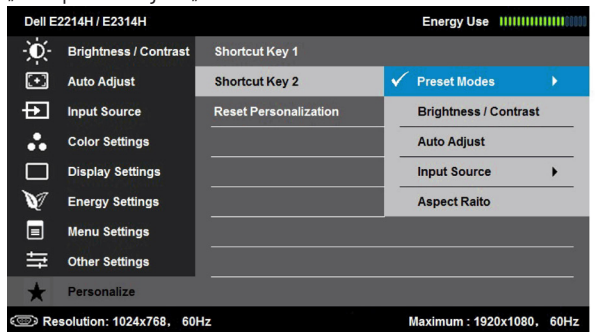 Dell E2214H / E2314H Energy Use
Brightness / Contrast Shortcut Key 1
Auto Adjust Shortcut Key 2 Preset Modes
Input Source Reset Personalization Brightness / Contrast
Color Settings Auto Adjust
Display Settings Input Source
Energy Settings Aspect Raito
Menu Settings
Other Settings
Personalize
Resolution: 1024x768, 60Hz Maximum : 1920x1080, 60Hz